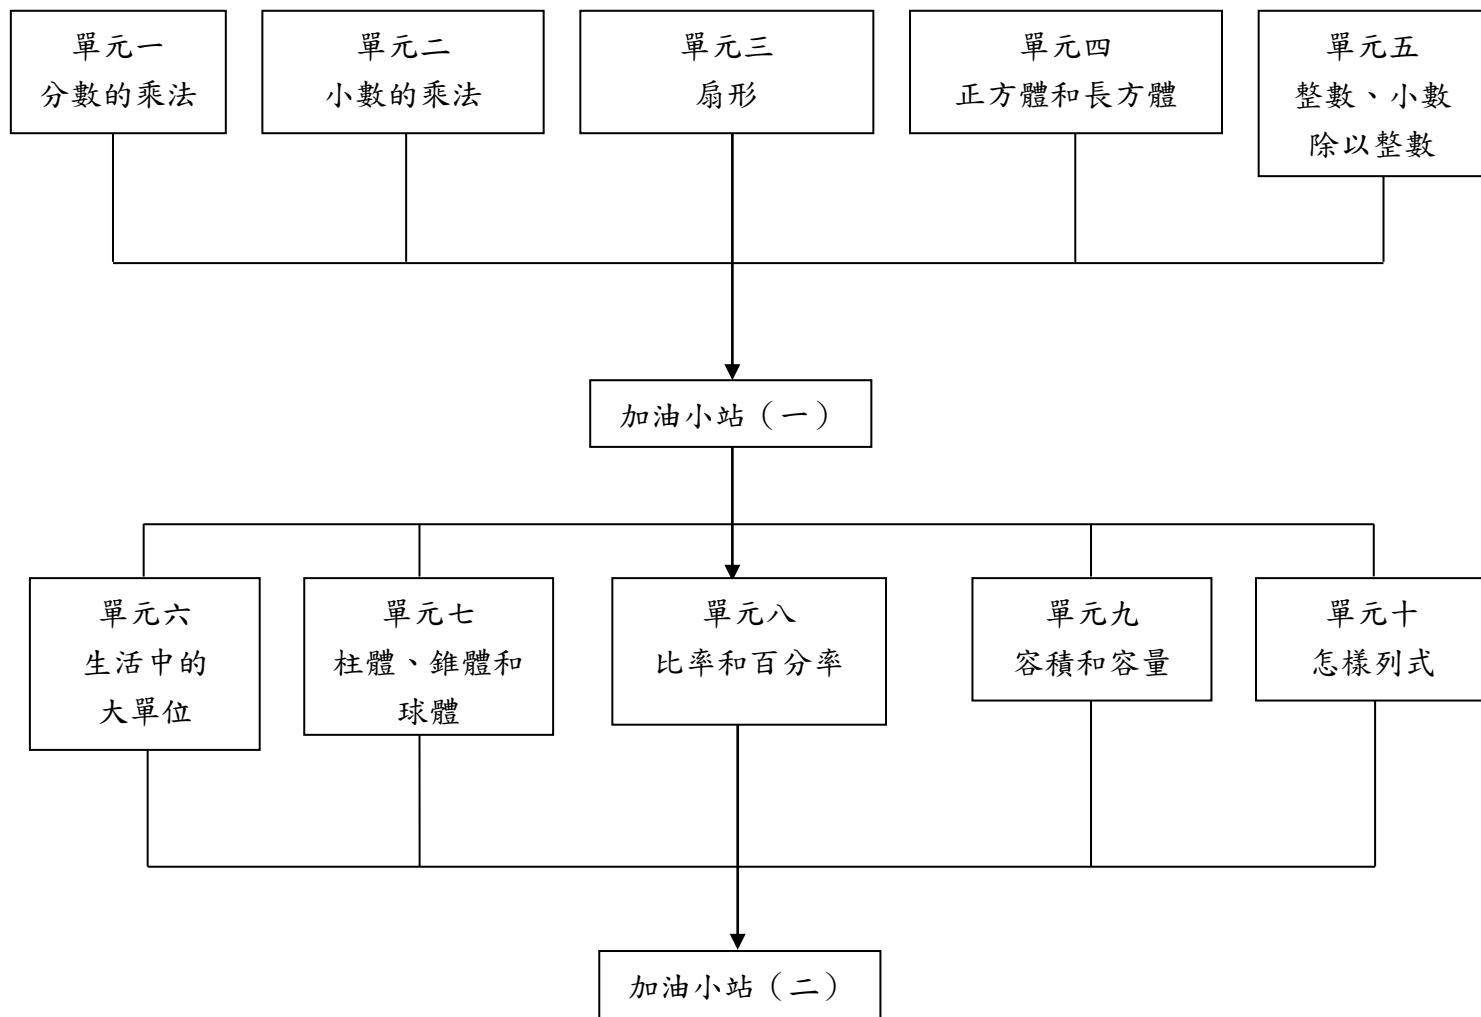 單元一
分數的乘法
單元二
小數的乘法
單元三
扇形
單元四
正方體和長方體
單元五
整數、小數
除以整數
加油小站（一）
單元六
生活中的
大單位
單元七
柱體、錐體和
球體
單元八
比率和百分率
單元九
容積和容量
單元十
怎樣列式
加油小站（二）